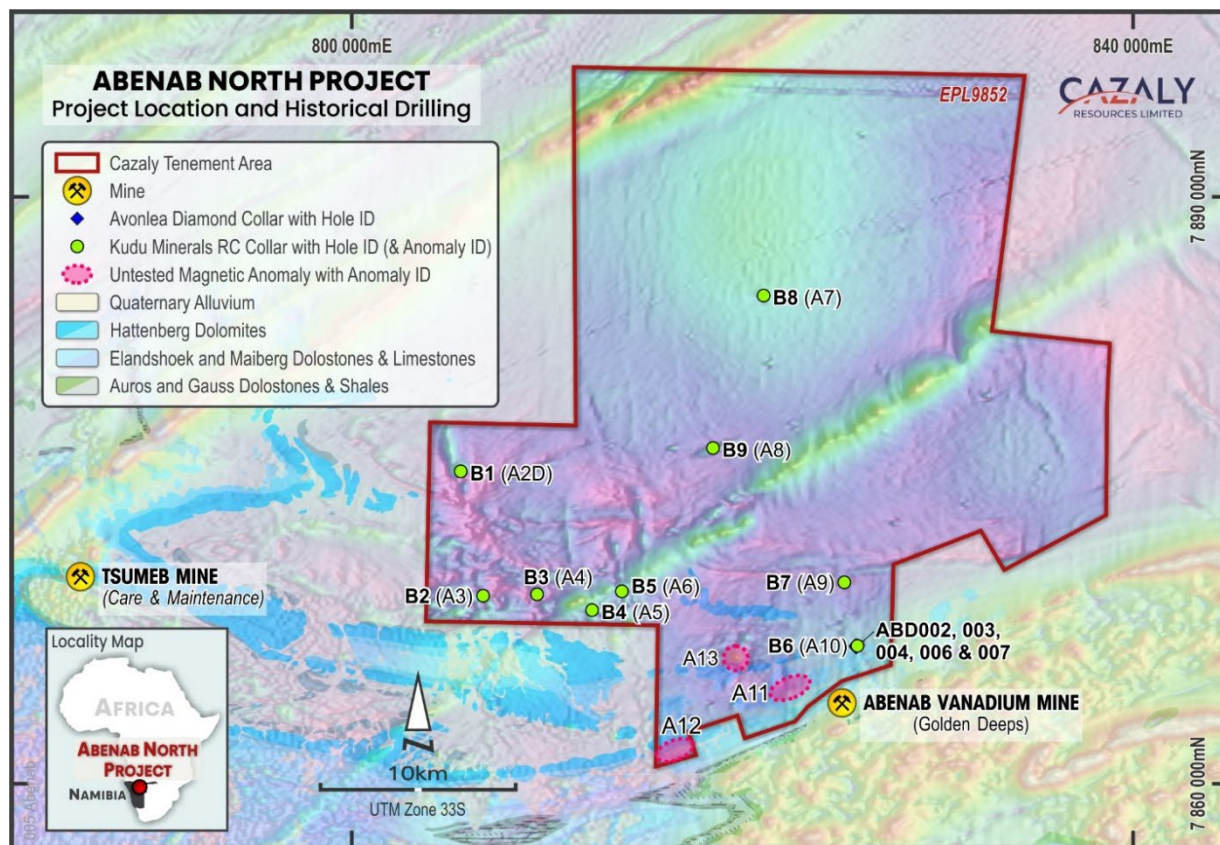 800 000mE
840 000mE
ABENAB NORTH PROJECT
Project Location and Historical Drilling
EPL9852
CAZALY
RESOURCES LIMITED
Cazaly Tenement Area
Mine
Avonlea Diamond Collar with Hole ID
Kudu Minerals RC Collar with Hole ID (& Anomaly ID)
Untested Magnetic Anomaly with Anomaly ID
Quaternary Alluvium
Hattenberg Dolomites
Elandshoek and Maiberg Dolostones & Limestones
Auros and Gauss Dolostones & Shales
7 890 000mN
B8 (A7)
B9 (A8)
B1 (A2D)
TSUMEB MINE
(Care & Maintenance)
B2 (A3)
B3 (A4)
B4 (A5)
B5 (A6)
B7 (A9)
B6 (A10)
ABD002, 003,
004, 006 & 007
A13
A11
A12
ABENAB VANADIUM MINE
(Golden Deeps)
Locality Map
AFRICA
ABENAB NORTH
PROJECT
NAMIBIA
N
10km
UTM Zone 33S
7 860 000mN
005Abenab